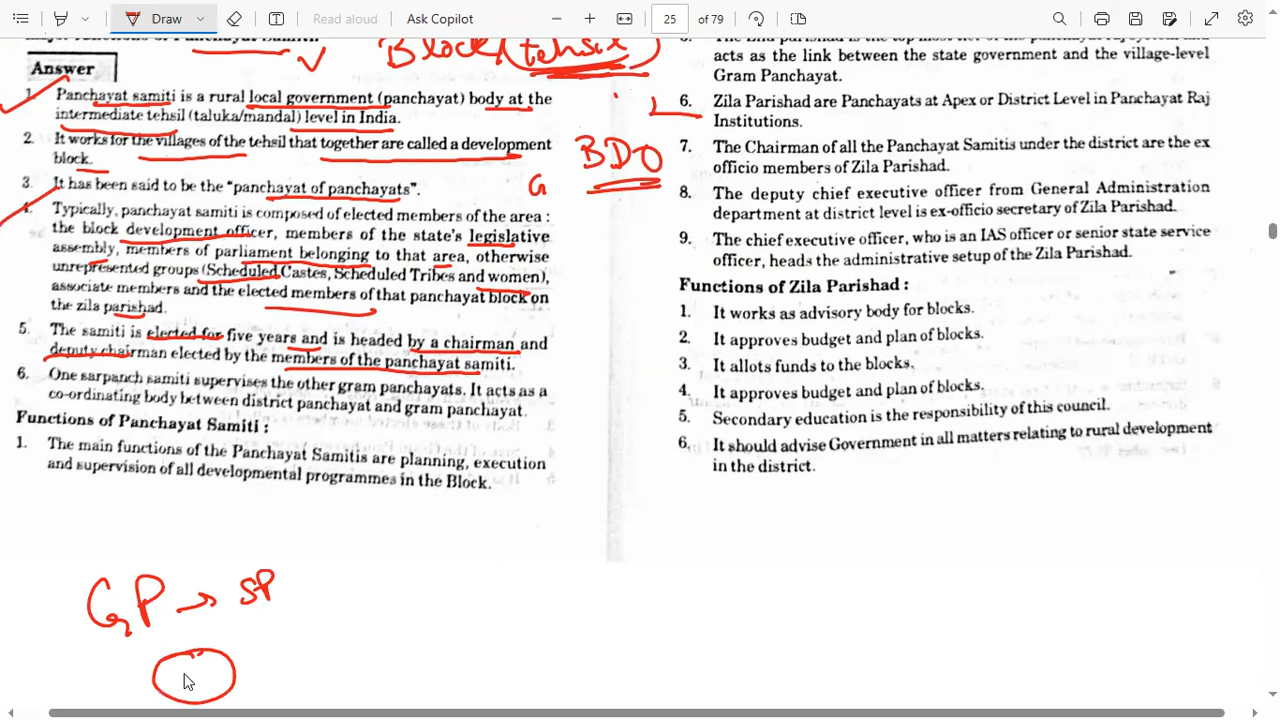 Draw
Read aloud
Ask Copilot
25 of 79
Block (tehsil)
Answer
1. Panchayat samiti is a rural local government (panchayat) body at the
intermediate tehsil (taluka/mandal) level in India.
2. It works for the villages of the tehsil that together are called a development
block.
3. It has been said to be the "panchayat of panchayats".
4. Typically, panchayat samiti is composed of elected members of the area :
the block development officer, members of the state's legislative
assembly, members of parliament belonging to that area, otherwise
unrepresented groups (Scheduled Castes, Scheduled Tribes and women),
associate members and the elected members of that panchayat block on
the zila parishad.
5. The samiti is elected for five years and is headed by a chairman and
deputy chairman elected by the members of the panchayat samiti.
6. One sarpanch samiti supervises the other gram panchayats. It acts as a
co-ordinating body between district panchayat and gram panchayat.
Functions of Panchayat Samiti :
1. The main functions of the Panchayat Samitis are planning, execution
and supervision of all developmental programmes in the Block.
BDO
G
GP → SP
acts as the link between the state government and the village-level
Gram Panchayat.
6. Zila Parishad are Panchayats at Apex or District Level in Panchayat Raj
Institutions.
7. The Chairman of all the Panchayat Samitis under the district are the ex
officio members of Zila Parishad.
8. The deputy chief executive officer from General Administration
department at district level is ex-officio secretary of Zila Parishad.
9. The chief executive officer, who is an IAS officer or senior state service
officer, heads the administrative setup of the Zila Parishad.
Functions of Zila Parishad :
1. It works as advisory body for blocks.
2. It approves budget and plan of blocks.
3. It allots funds to the blocks.
4. It approves budget and plan of blocks.
5. Secondary education is the responsibility of this council.
6. It should advise Government in all matters relating to rural development
in the district.